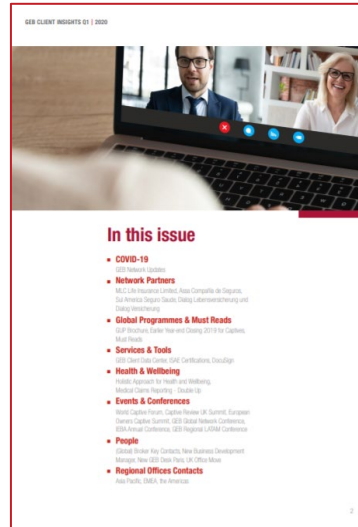 GEB CLIENT INSIGHTS Q1 | 2020
In this issue
COVID-19
GEB Network Updates
Network Partners
MLC Life Insurance Limited, Assa Compañía de Seguros,
Sul América Seguro Saúde, Dialog Lebensversicherung und
Dialog Versicherung
Global Programmes & Must Reads
GUP Brochure, Earlier Year-end Closing 2019 for Captives,
Must Reads
Services & Tools
GEB Client Data Center, ISAE Certifications, DocuSign
Health & Wellbeing
Holistic Approach for Health and Wellbeing,
Medical Claims Reporting - Double Up
Events & Conferences
World Captive Forum, Captive Review UK Summit, European
Owners Captive Summit, GEB Global Network Conference,
IEBA Annual Conference, GEB Regional LATAM Conference
People
(Global) Broker Key Contacts, New Business Development
Manager, New GEB Desk Paris, UK Office Move
Regional Offices Contacts
Asia Pacific, EMEA, the Americas
2